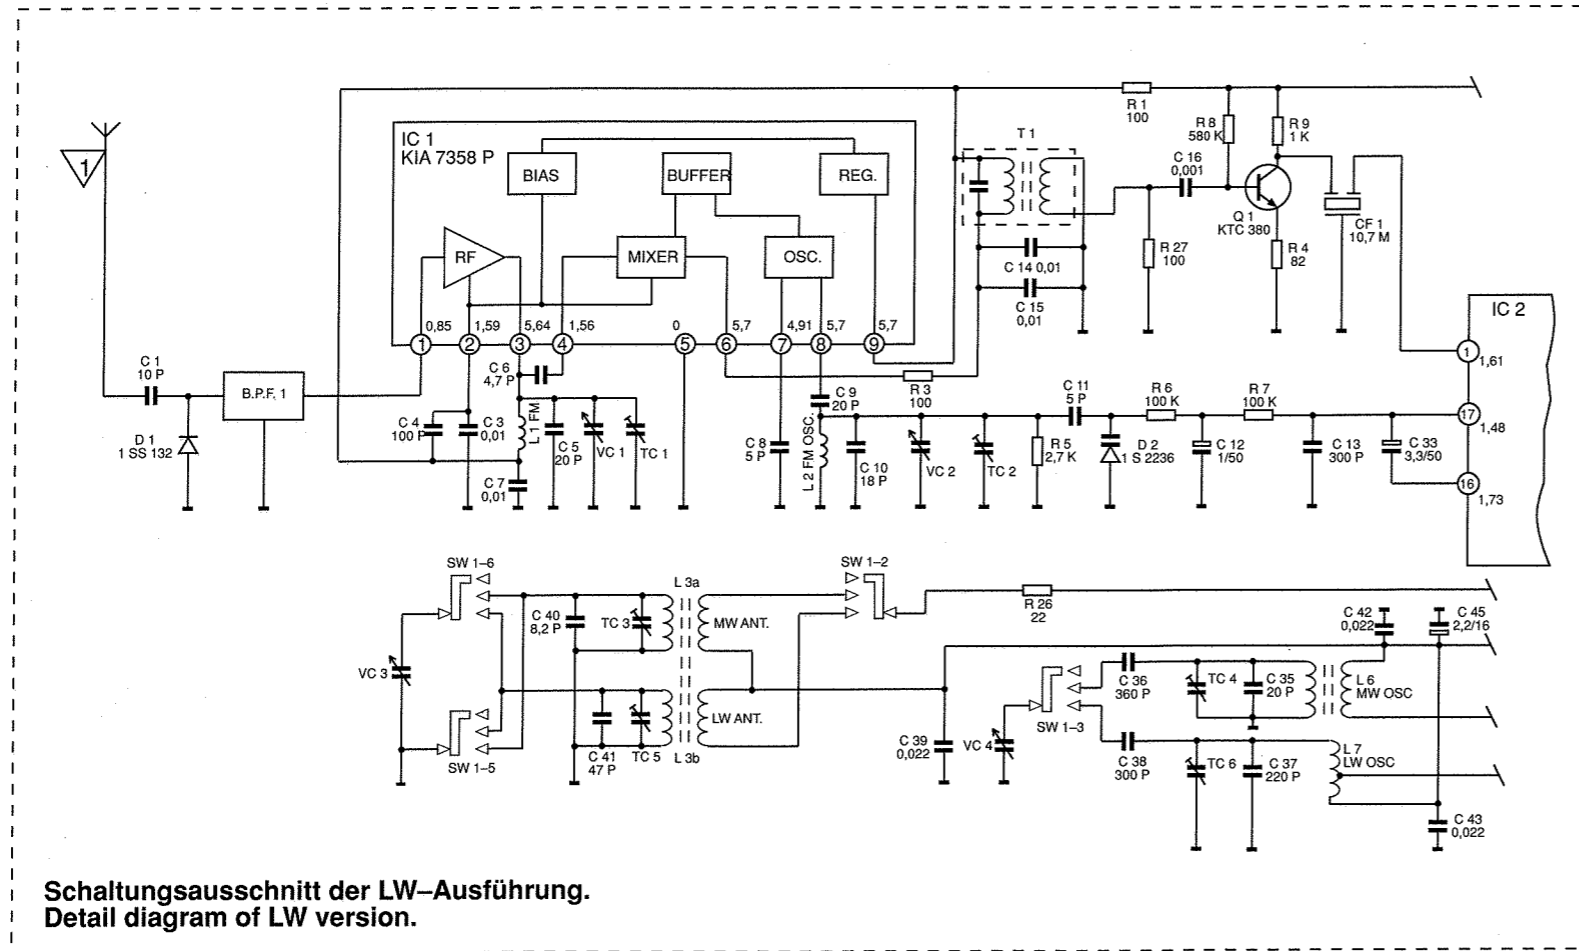 R 1
100
T 1
R 8
580 K
R 9
1 K
C 16
0,001
Q 1
KTC 380
CF 1
10,7 M
R 27
100
R 4
82
C 14 0,01
C 15
0,01
1
IC 1
KIA 7358 P
BIAS
BUFFER
REG.
RF
MIXER
OSC.
0,85
1,59
5,64
1,56
0
5,7
4,91
5,7
5,7
1
2
3
4
5
6
7
8
9
IC 2
1
1,61
17
1,48
16
1,73
C 1
10 P
D 1
1 SS 132
B.P.F. 1
C 4
100 P
C 3
0,01
C 6
4,7 P
L 1 FM
C 7
0,01
C 5
20 P
VC 1
TC 1
C 8
5 P
C 9
20 P
L 2 FM OSC.
C 10
18 P
R 3
100
VC 2
TC 2
R 5
2,7 K
C 11
5 P
D 2
1 S 2236
R 6
100 K
C 12
1/50
R 7
100 K
C 13
300 P
C 33
3,3/50
SW 1–6
VC 3
SW 1–5
C 40
8,2 P
TC 3
L 3a
MW ANT.
C 41
47 P
TC 5
L 3b
LW ANT.
SW 1–2
R 26
22
C 39
0,022
VC 4
SW 1–3
C 36
360 P
TC 4
C 35
20 P
L 6
MW OSC
C 42
0,022
C 45
2,2/16
C 38
300 P
TC 6
C 37
220 P
L 7
LW OSC
C 43
0,022
Schaltungsausschnitt der LW–Ausführung.
Detail diagram of LW version.